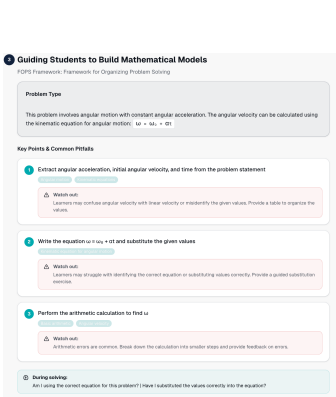 3 Guiding Students to Build Mathematical Models
FOPS Framework: Framework for Organizing Problem Solving
Problem Type
This problem involves angular motion with constant angular acceleration. The angular velocity can be calculated using
the kinematic equation for angular motion: ω = ω₀ + αt
Key Points & Common Pitfalls
1 Extract angular acceleration, initial angular velocity, and time from the problem statement
Watch out:
Learners may confuse angular velocity with linear velocity or misidentify the given values. Provide a table to organize the
values.
2 Write the equation ω = ω₀ + αt and substitute the given values
Watch out:
Learners may struggle with identifying the correct equation or substituting values correctly. Provide a guided substitution
exercise.
3 Perform the arithmetic calculation to find ω
Watch out:
Arithmetic errors are common. Break down the calculation into smaller steps and provide feedback on errors.
During solving:
Am I using the correct equation for this problem? | Have I substituted the values correctly into the equation?